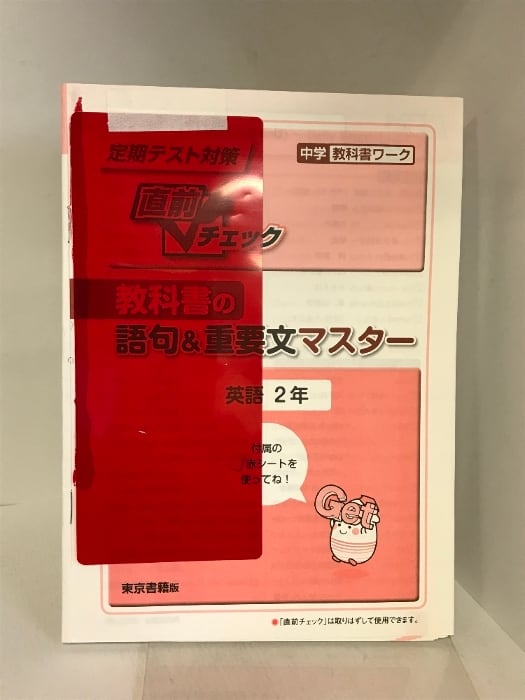 定期テスト対策
中学 教科書ワーク
直前
チェック
教科書の
語句&重要文マスター
英語 2年
付属の
赤シートを
使ってね!
Get
東京書籍版
●「直前チェック」は取りはずして使用できます。